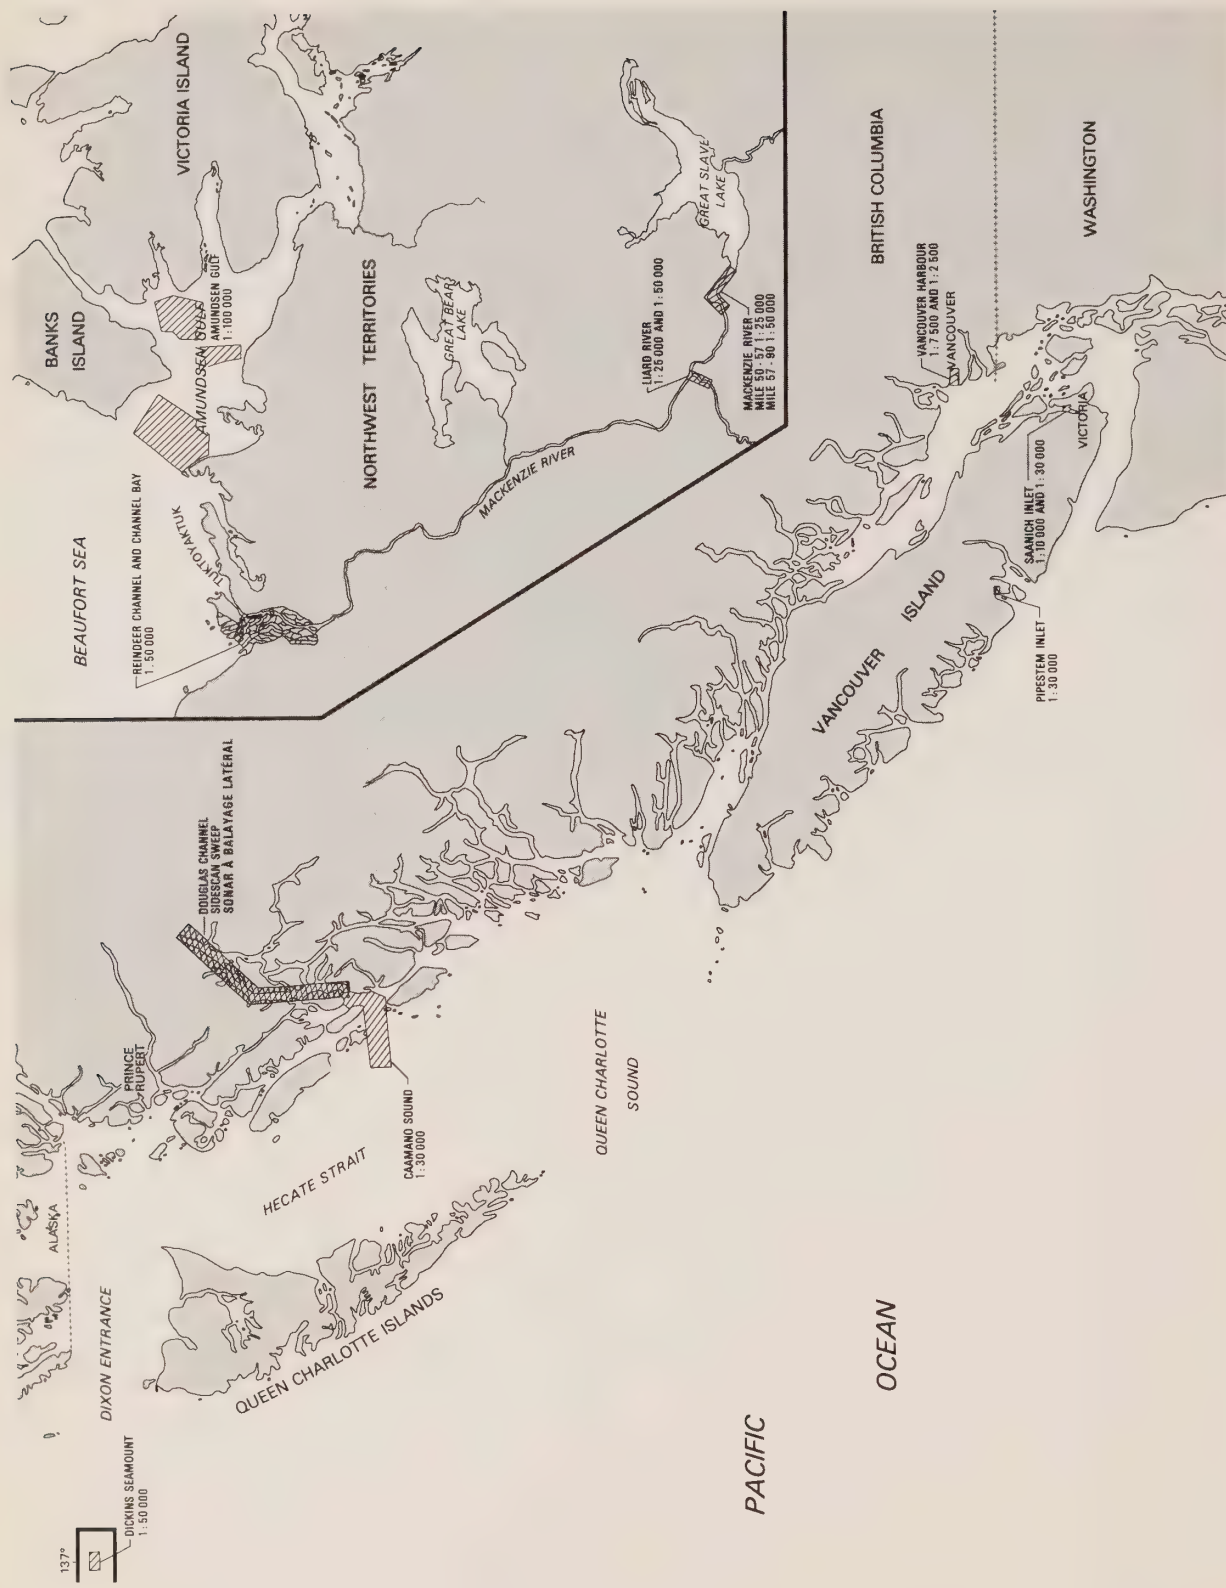 137°
DICKINS SEAMOUNT
1:50 000
DIXON ENTRANCE
ALASKA
PRINCE
RUPERT
QUEEN CHARLOTTE ISLANDS
HECATE STRAIT
CAAMANO SOUND
1:30 000
DOUGLAS CHANNEL
SIDESCAN SWEEP
SONAR À BALAYAGE LATÉRAL
QUEEN CHARLOTTE
SOUND
PACIFIC
OCEAN
VANCOUVER
ISLAND
PIPESTEM INLET
1:30 000
SAANICH INLET
1:10 000 AND 1:30 000
VICTORIA
VANCOUVER HARBOUR
1:7 500 AND 1:2 500
VANCOUVER
BRITISH COLUMBIA
WASHINGTON
BEAUFORT SEA
REINDEER CHANNEL AND CHANNEL BAY
1:50 000
TUKTOYAKTUK
BANKS
ISLAND
VICTORIA ISLAND
AMUNDSEN GULF
AMUNDSEN GULF
1:100 000
NORTHWEST TERRITORIES
GREAT BEAR
LAKE
MACKENZIE RIVER
LIARD RIVER
1:25 000 AND 1:50 000
MACKENZIE RIVER
MILE 50-57 1:25 000
MILE 57-90 1:50 000
GREAT SLAVE
LAKE